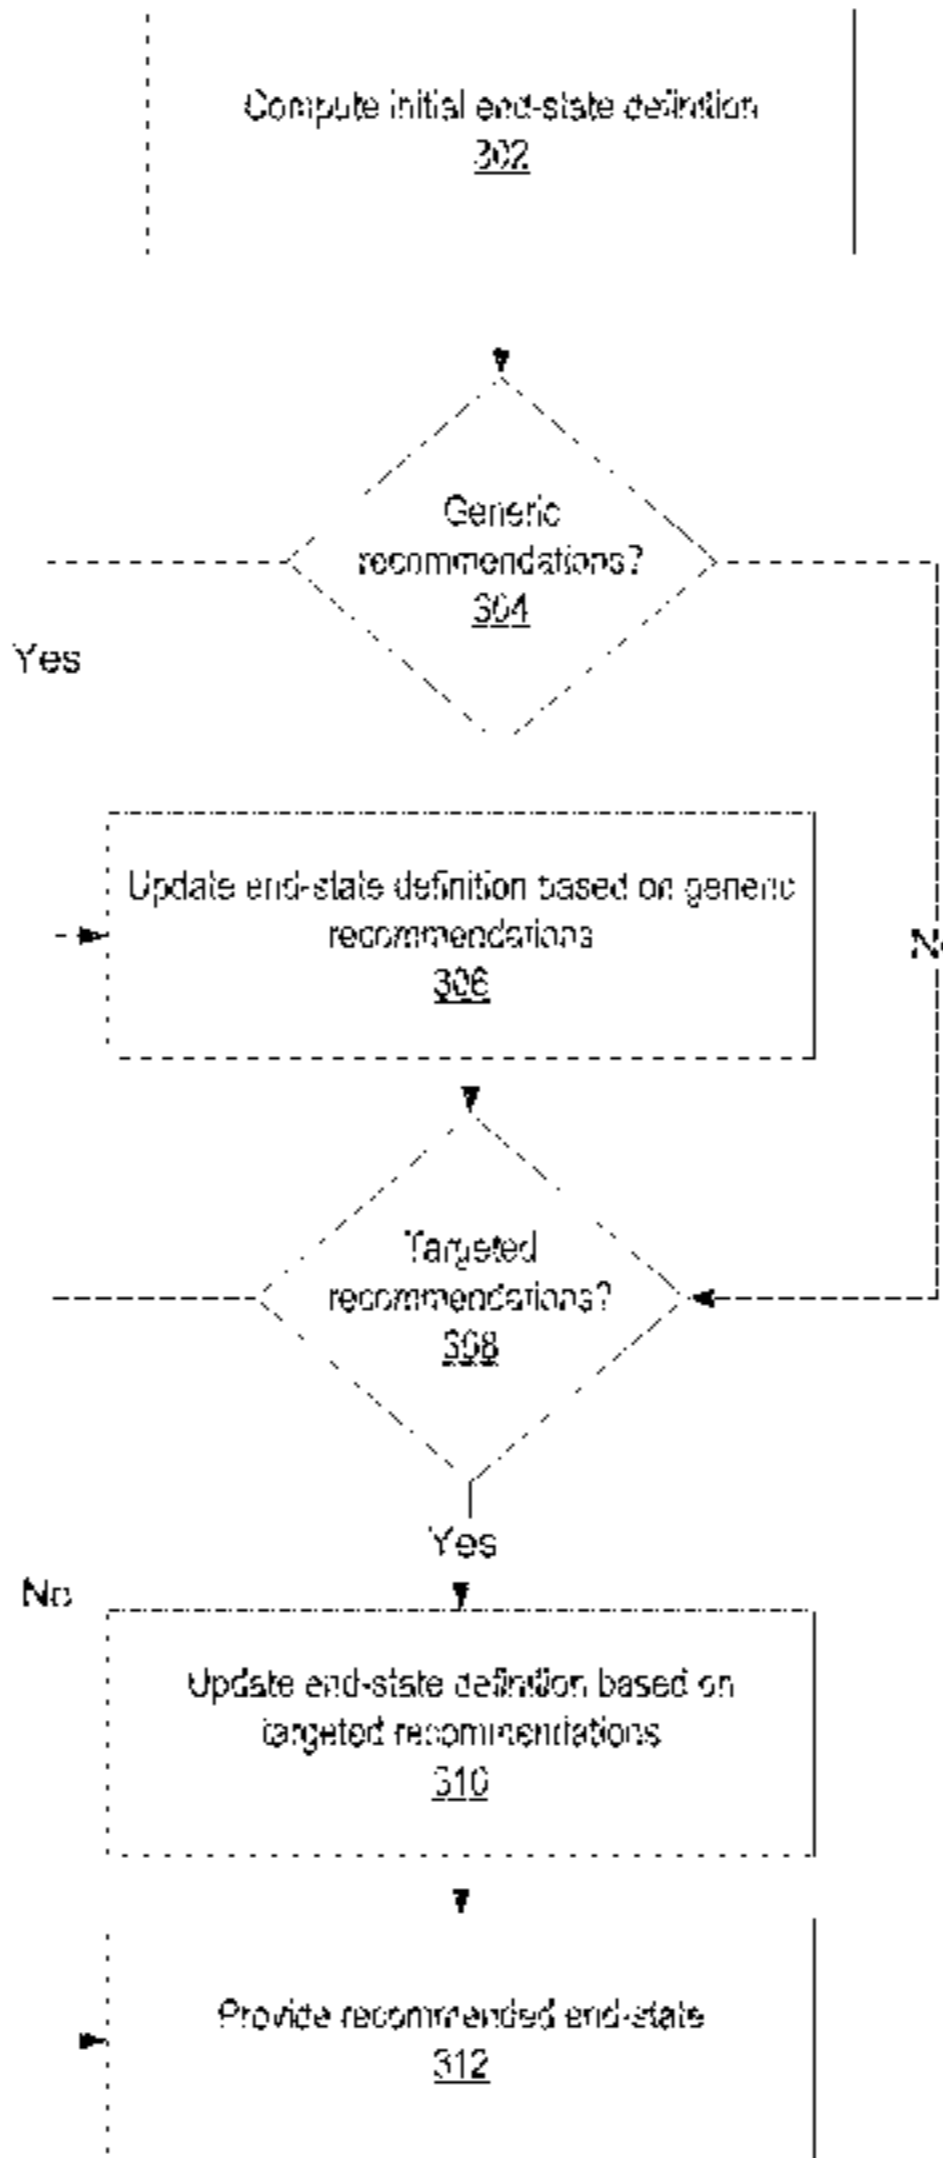 Compute initial end-state definition
302
Generic
recommendations?
304
Yes
Update end-state definition based on generic
recommendations
306
No
Targeted
recommendations?
308
Yes
No
Update end-state definition based on
targeted recommendations
310
Provide recommended end-state
312